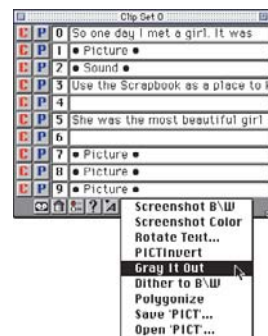 Clip Set 0
C P 0 So one day I met a girl. It was
C P 1 • Picture •
C P 2 • Sound •
C P 3 Use the Scrapbook as a place to k
C P 4
C P 5 She was the most beautiful girl
C P 6
C P 7 • Picture •
C P 8 • Picture •
C P 9 • Picture •
?
Screenshot B\W
Screenshot Color
Rotate Text...
PICTInvert
Gray It Out
Dither to B\W
Polygonize
Save 'PICT'...
Open 'PICT'...